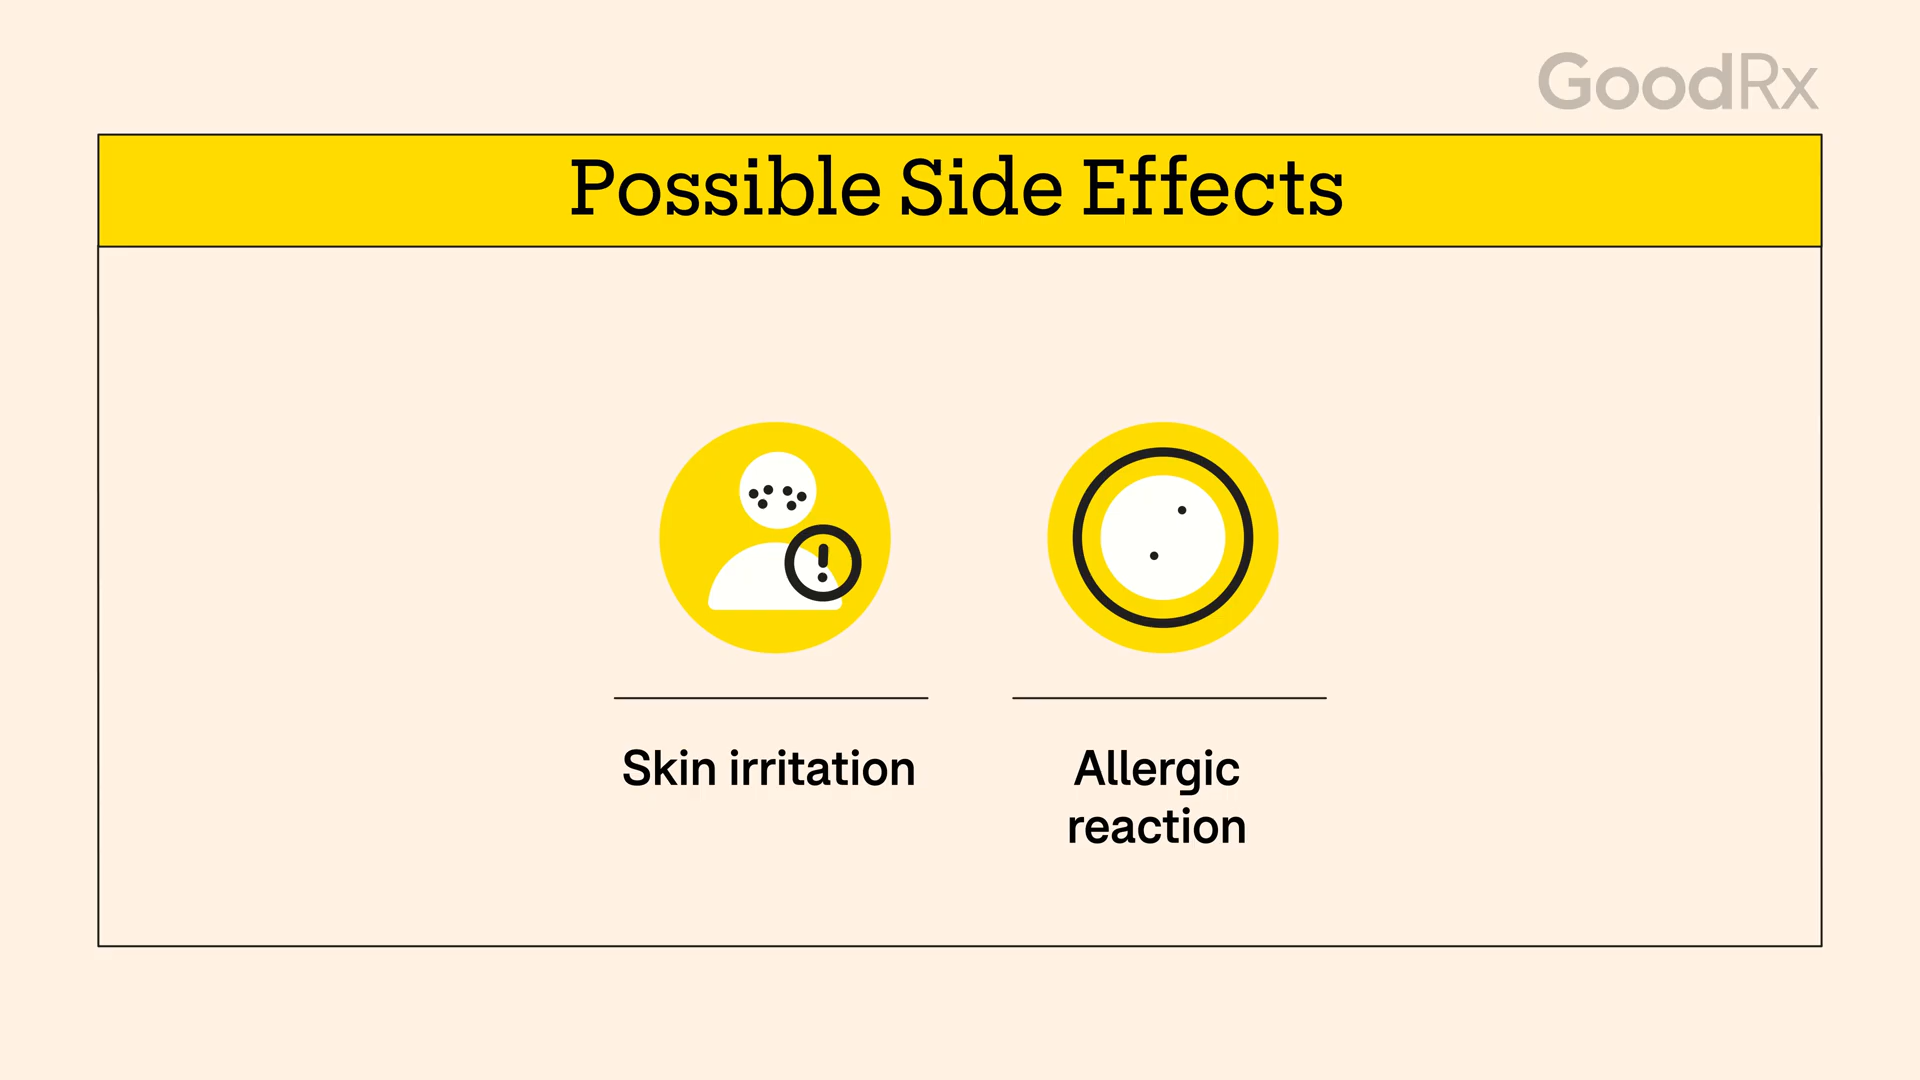 GoodRx
Possible Side Effects
Skin irritation
Allergic
reaction